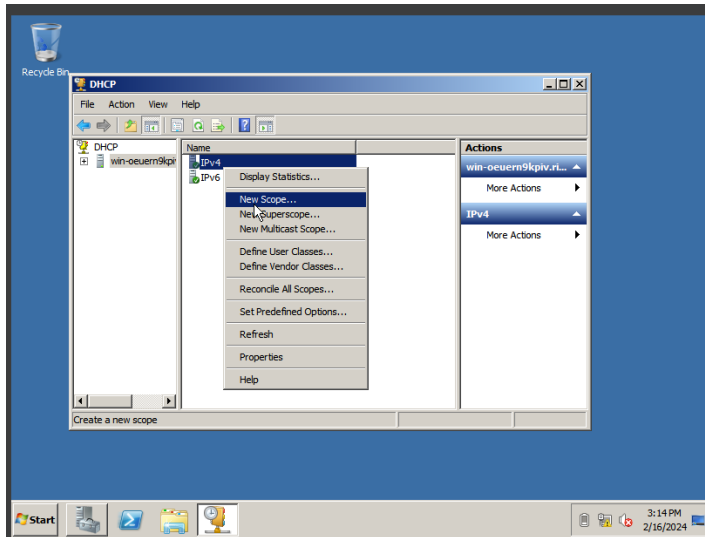 Recycle Bin
DHCP
File Action View Help
DHCP
win-oeuern9kpiv
Name
IPv4
IPv6
Display Statistics...
New Scope...
New Superscope...
New Multicast Scope...
Define User Classes...
Define Vendor Classes...
Reconcile All Scopes...
Set Predefined Options...
Refresh
Properties
Help
Actions
win-oeuern9kpiv.ri...
More Actions
IPv4
More Actions
Create a new scope
Start
3:14 PM
2/16/2024